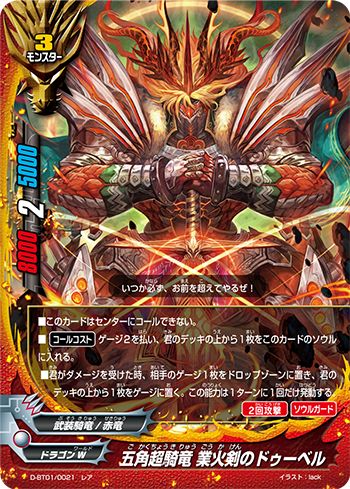 3
モンスター
5000
2
8000
いつか必ず、お前を超えてやるぜ！
■このカードはセンターにコールできない。
■コールコスト ゲージ2を払い、君のデッキの上から1枚をこのカードのソウル
に入れる。
■君がダメージを受けた時、相手のゲージ1枚をドロップゾーンに置き、君の
デッキの上から1枚をゲージに置く。この能力は1ターンに1回だけ発動する。
2回攻撃 ソウルガード
武装騎竜／赤竜
ドラゴンW
五角超騎竜 業火剣のドゥーベル
D-BT01/0021 レア
イラスト：lack